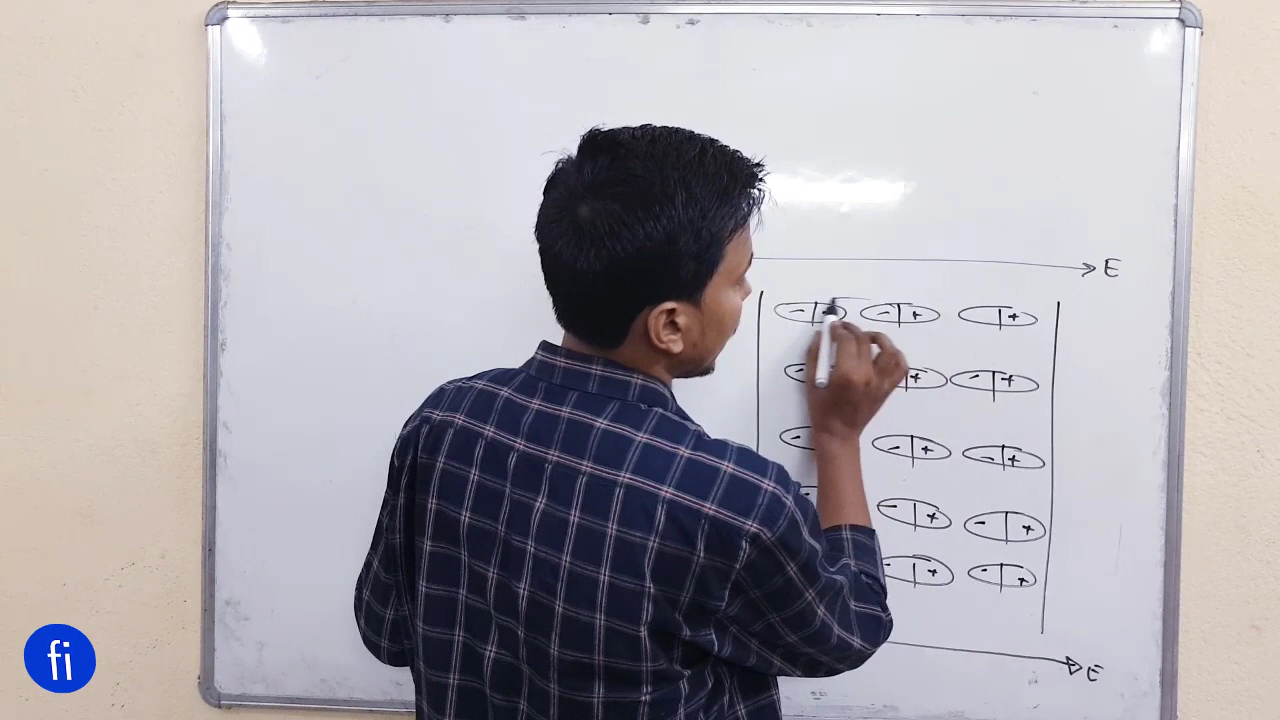 E
- - + +
- + - +
- - + - +
- + - +
- + - +
E
fi